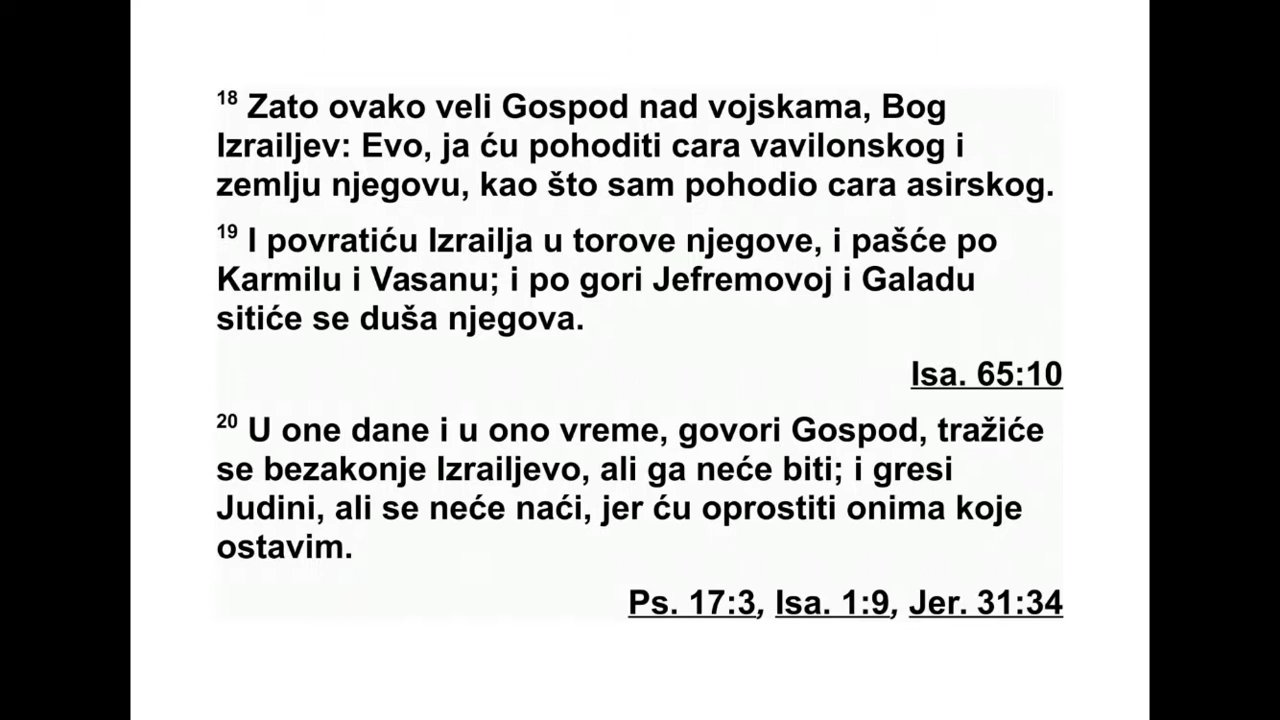 18 Zato ovako veli Gospod nad vojskama, Bog
Izrailjev: Evo, ja ću pohoditi cara vavilonskog i
zemlju njegovu, kao što sam pohodio cara asirskog.
19 I povratiću Izrailja u torove njegove, i pašće po
Karmilu i Vasanu; i po gori Jefremovoj i Galadu
sitiće se duša njegova.
Isa. 65:10
20 U one dane i u ono vreme, govori Gospod, tražiće
se bezakonje Izrailjevo, ali ga neće biti; i gresi
Judini, ali se neće naći, jer ću oprostiti onima koje
ostavim.
Ps. 17:3, Isa. 1:9, Jer. 31:34